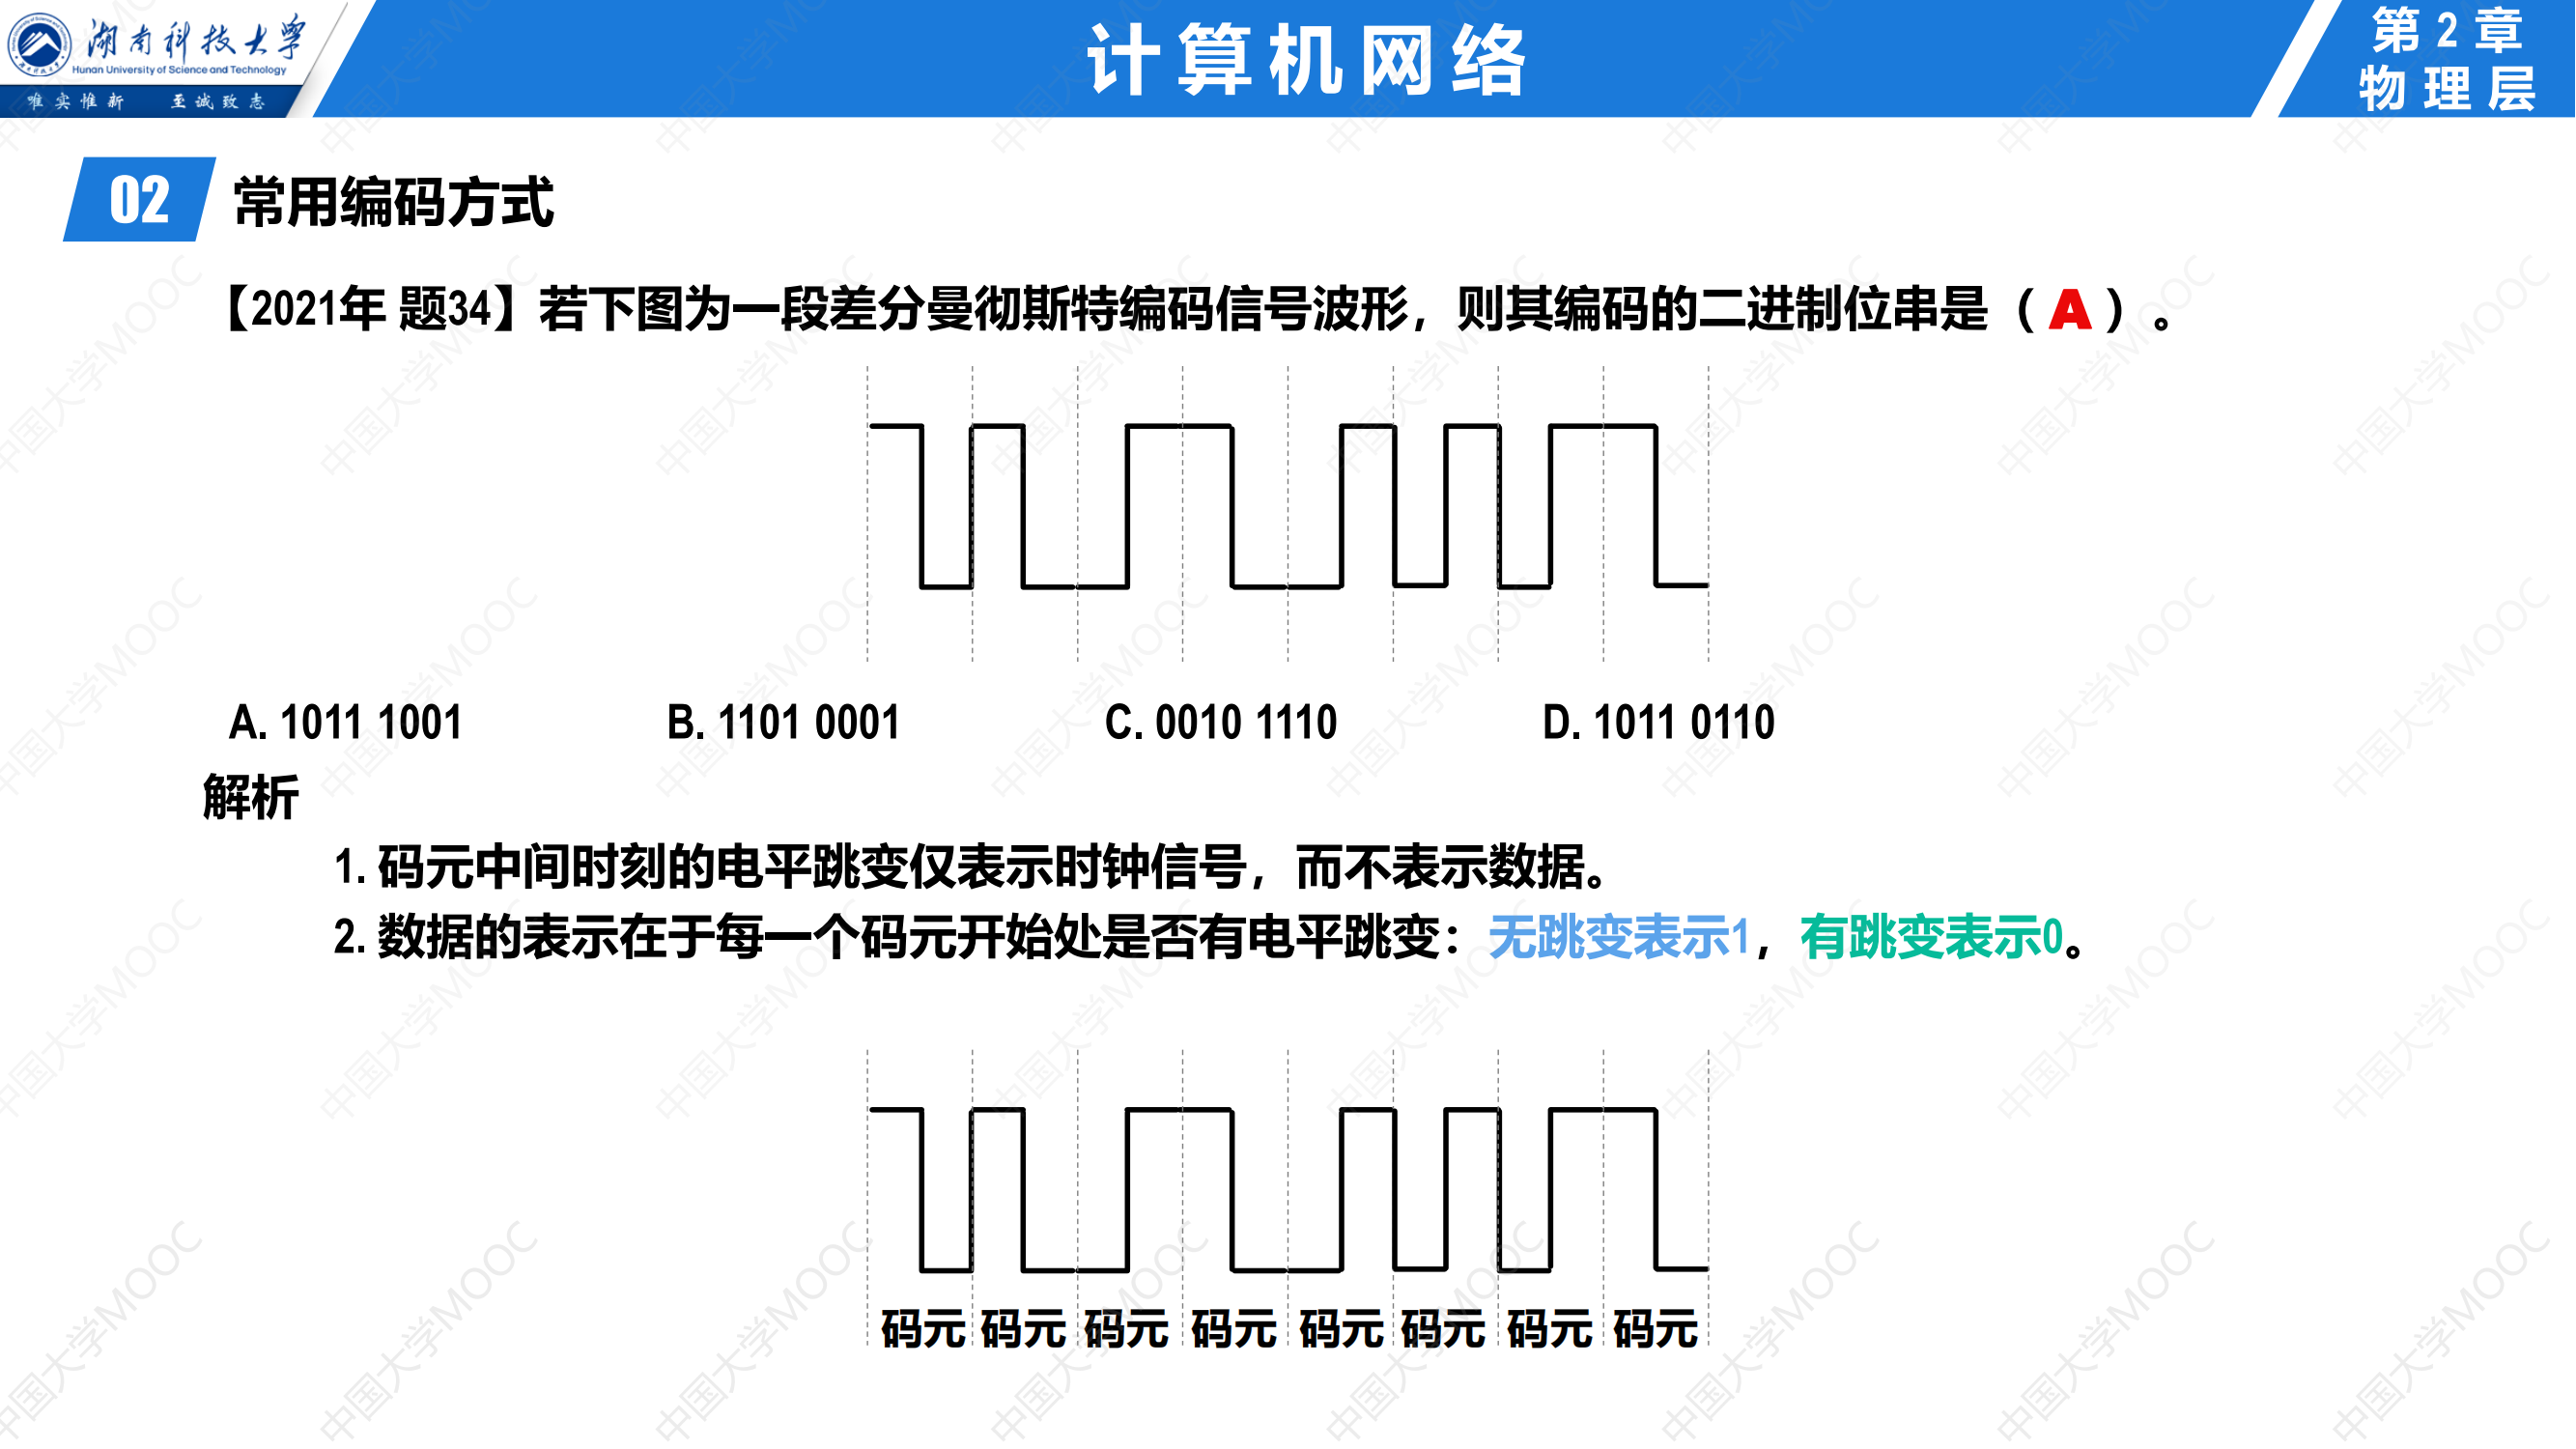 湖南科技大学
Hunan University of Science and Technology
唯实惟新 至诚致志
计算机网络
第2章
物理层
02 常用编码方式
【2021年 题34】若下图为一段差分曼彻斯特编码信号波形，则其编码的二进制位串是（ A ）。
A. 1011 1001 B. 1101 0001 C. 0010 1110 D. 1011 0110
解析
1. 码元中间时刻的电平跳变仅表示时钟信号，而不表示数据。
2. 数据的表示在于每一个码元开始处是否有电平跳变：无跳变表示1，有跳变表示0。
码元 码元 码元 码元 码元 码元 码元 码元
中国大学MOOC